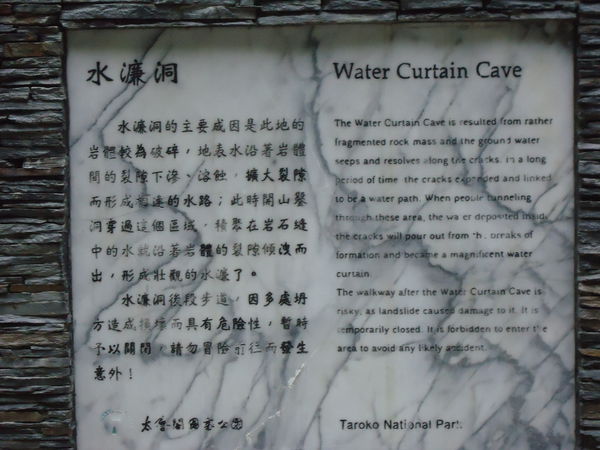 水濂洞
水濂洞的主要成因是此地的
岩體較為破碎，地表水沿著岩體
間的裂隙下滲、溶蝕，擴大裂隙
而形成相連的水路；此時開山鑿
洞穿過這個區域，積聚在岩石縫
中的水就沿著岩體的裂隙傾洩而
出，形成壯觀的水濂了。
水濂洞後段步道，因多處坍
方造成損壞而具有危險性，暫時
予以關閉，請勿冒險前往而發生
意外！
太魯閣國家公園
Water Curtain Cave
The Water Curtain Cave is resulted from rather
fragmented rock mass and the ground water
seeps and resolves along the cracks. in a long
period of time, the cracks expended and linked
to be a water path. When people tunneling
through these area, the water deposited inside
the cracks will pour out from the breaks of
formation and became a magnificent water
curtain.
The walkway after the Water Curtain Cave is
risky, as landslide caused damage to it. It is
temporarily closed. It is forbidden to enter the
area to avoid any likely accident.
Taroko National Park.